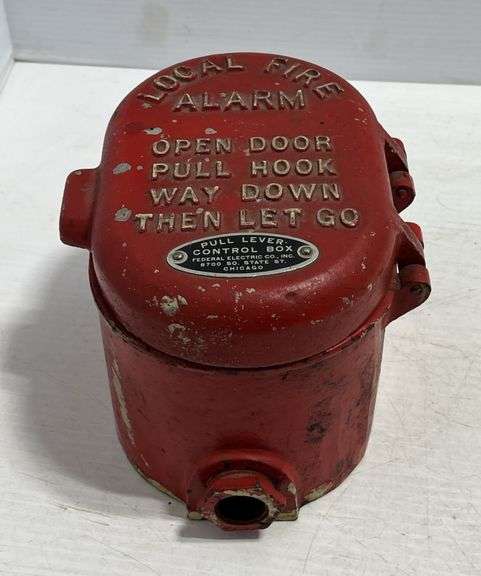 LOCAL FIRE
ALARM
OPEN DOOR
PULL HOOK
WAY DOWN
THEN LET GO
PULL LEVER
CONTROL BOX
FEDERAL ELECTRIC CO., INC.
8700 SO. STATE ST.
CHICAGO